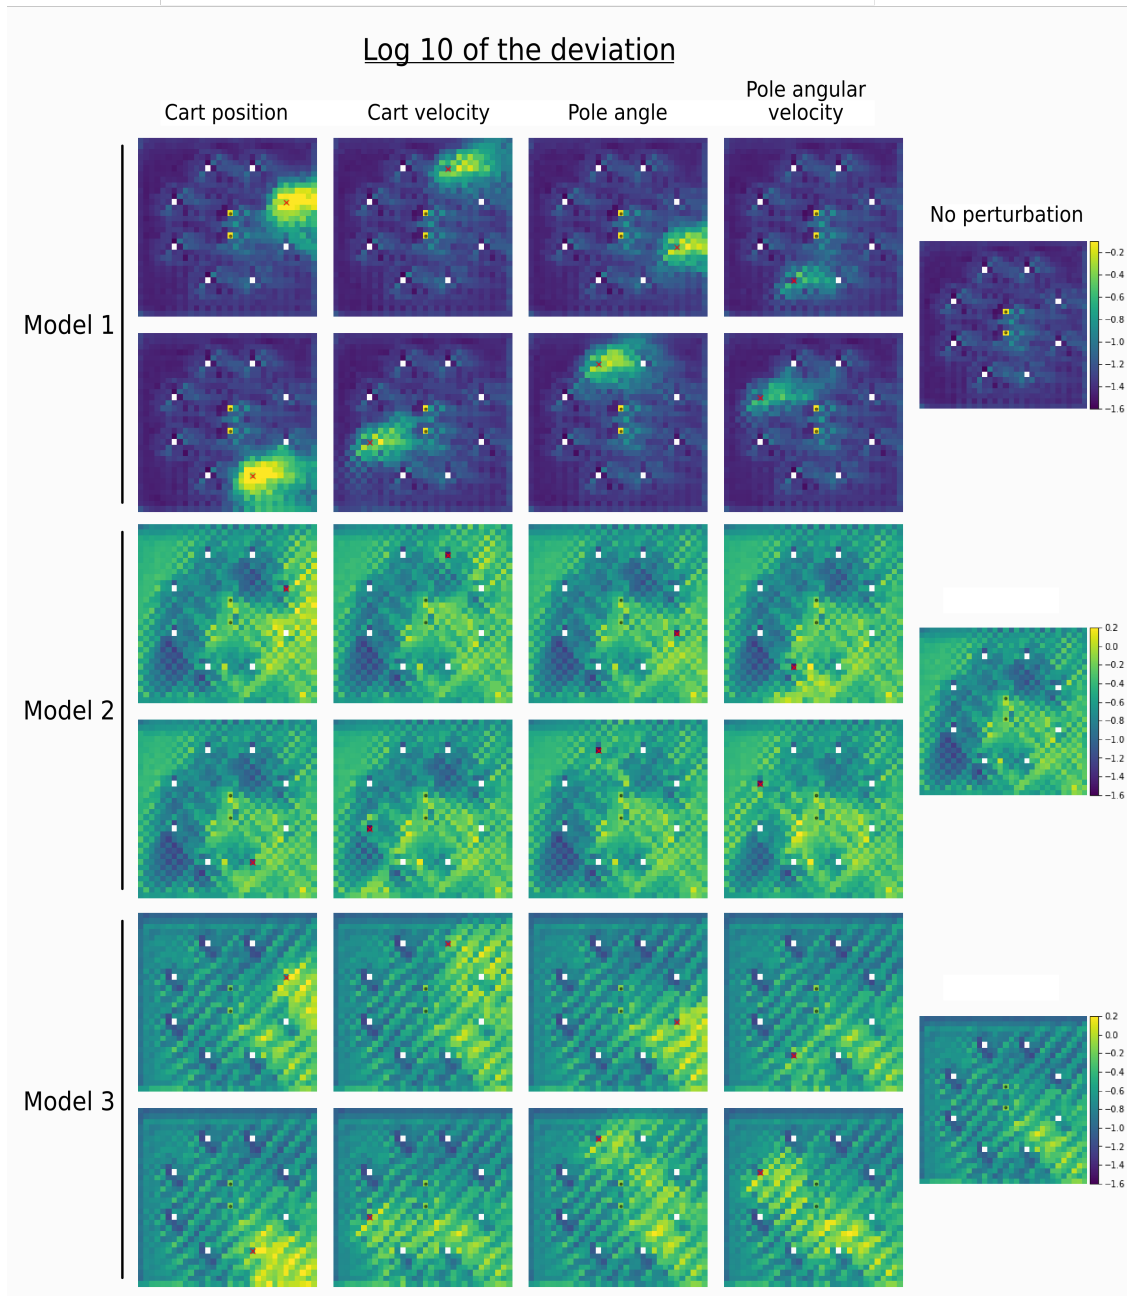 Log 10 of the deviation
Cart position
Cart velocity
Pole angle
Pole angular
velocity
No perturbation
Model 1
−0.2
−0.4
−0.6
−0.8
−1.0
−1.2
−1.4
−1.6
Model 2
0.2
0.0
−0.2
−0.4
−0.6
−0.8
−1.0
−1.2
−1.4
−1.6
Model 3
0.2
0.0
−0.2
−0.4
−0.6
−0.8
−1.0
−1.2
−1.4
−1.6